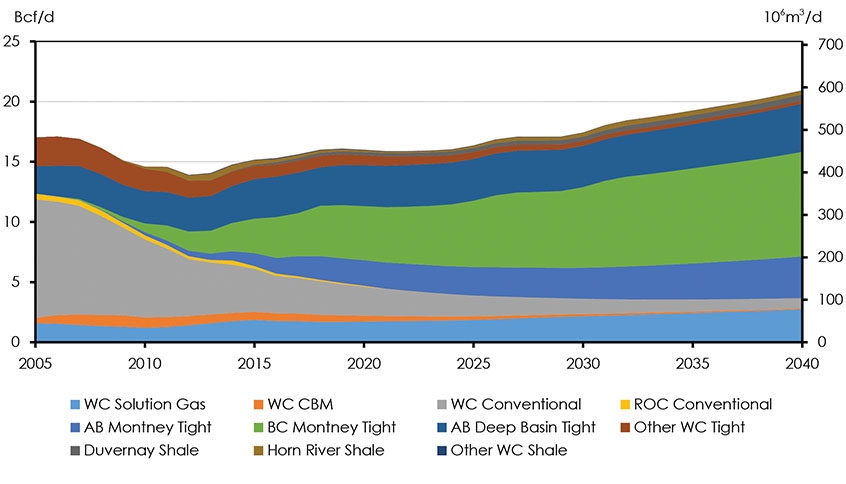 Bcf/d 10⁶m³/d
25 700
600
20
500
15
400
10 300
200
5
100
0 0
2005 2010 2015 2020 2025 2030 2035 2040
WC Solution Gas WC CBM WC Conventional ROC Conventional
AB Montney Tight BC Montney Tight AB Deep Basin Tight Other WC Tight
Duvernay Shale Horn River Shale Other WC Shale